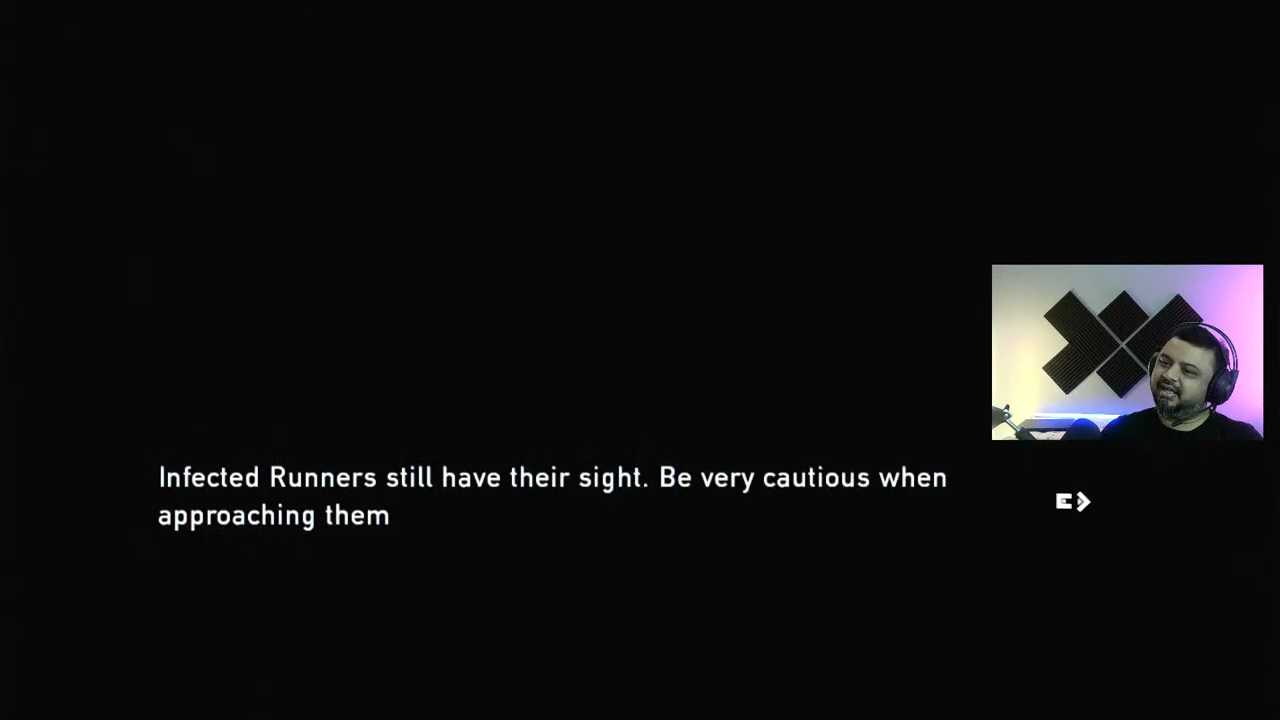 Infected Runners still have their sight. Be very cautious when
approaching them